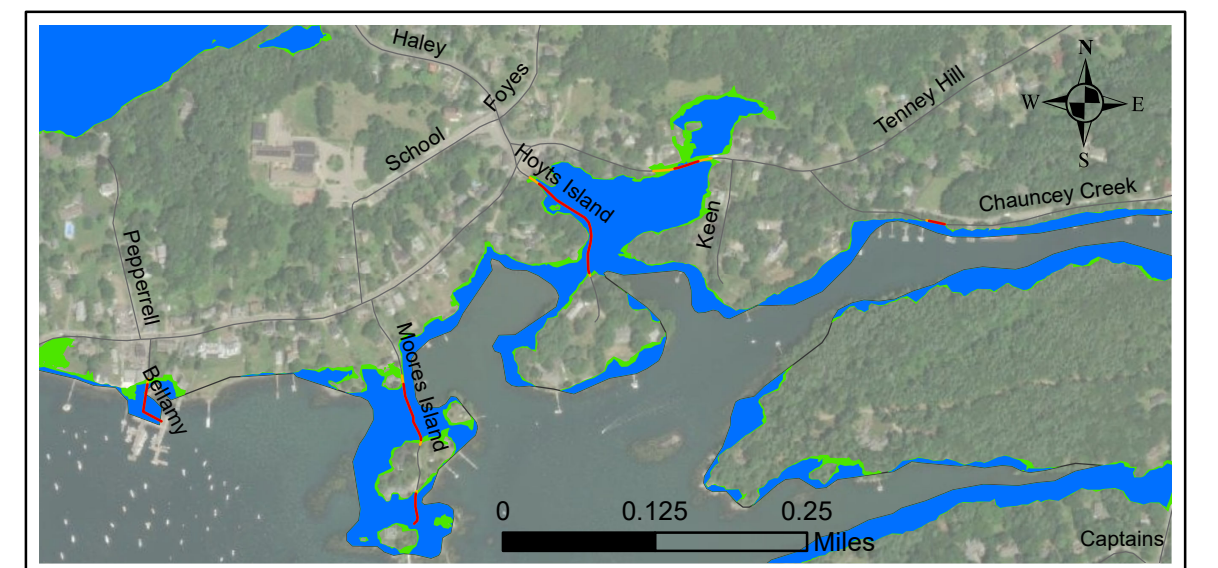 Haley
Foyes
N
W
E
S
Tenney Hill
School
Hoyts Island
Chauncey Creek
Keen
Pepperrell
Moores Island
Bellamy
0 0.125 0.25
Miles
Captains